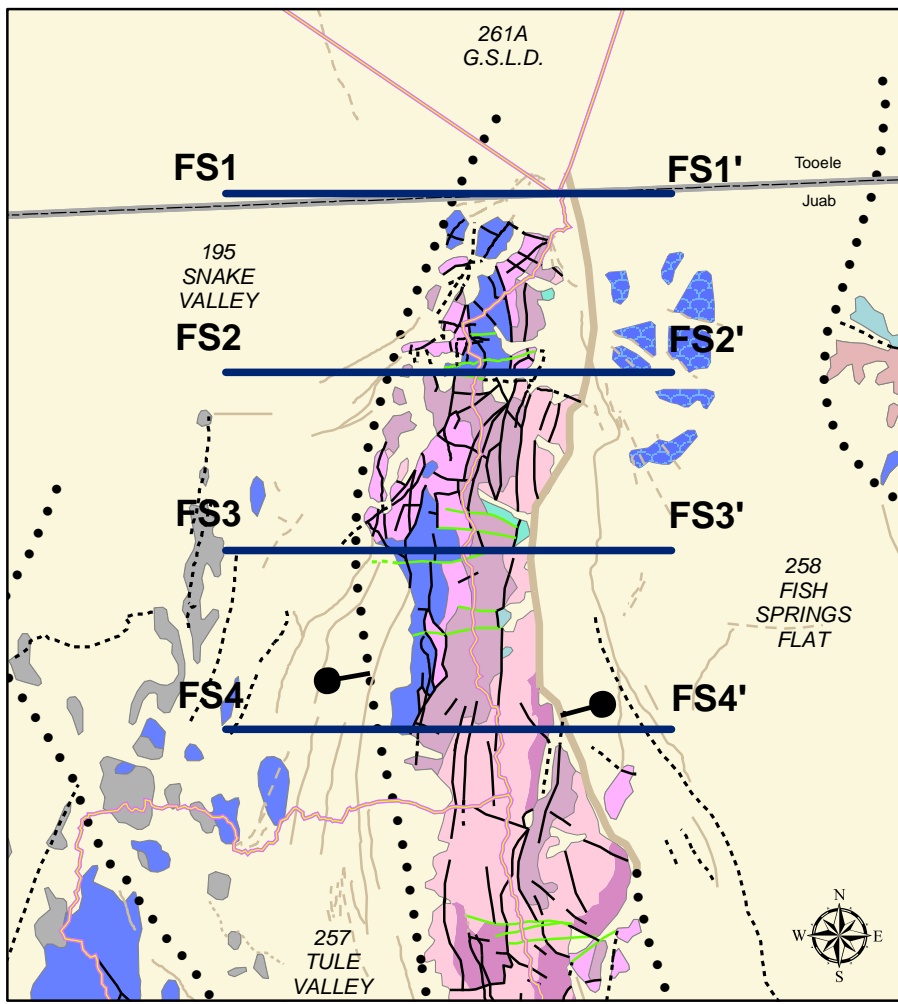 261A
G.S.L.D.
FS1
FS1'
Tooele
Juab
195
SNAKE
VALLEY
FS2
FS2'
FS3
FS3'
258
FISH
SPRINGS
FLAT
FS4
FS4'
257
TULE
VALLEY
N
W
E
S